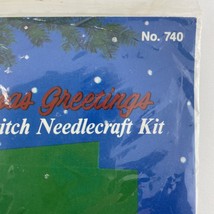 No. 740
as Greetings
itch Needlecraft Kit